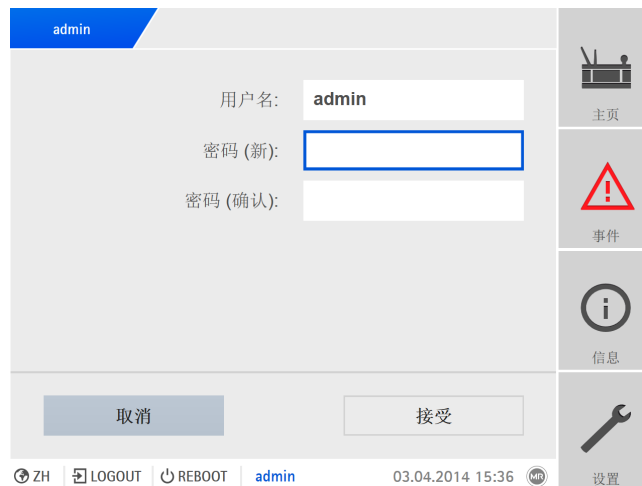 admin
用户名: admin
密码 (新):
密码 (确认):
取消 接受
主页
事件
信息
设置
ZH LOGOUT REBOOT admin 03.04.2014 15:36 MR